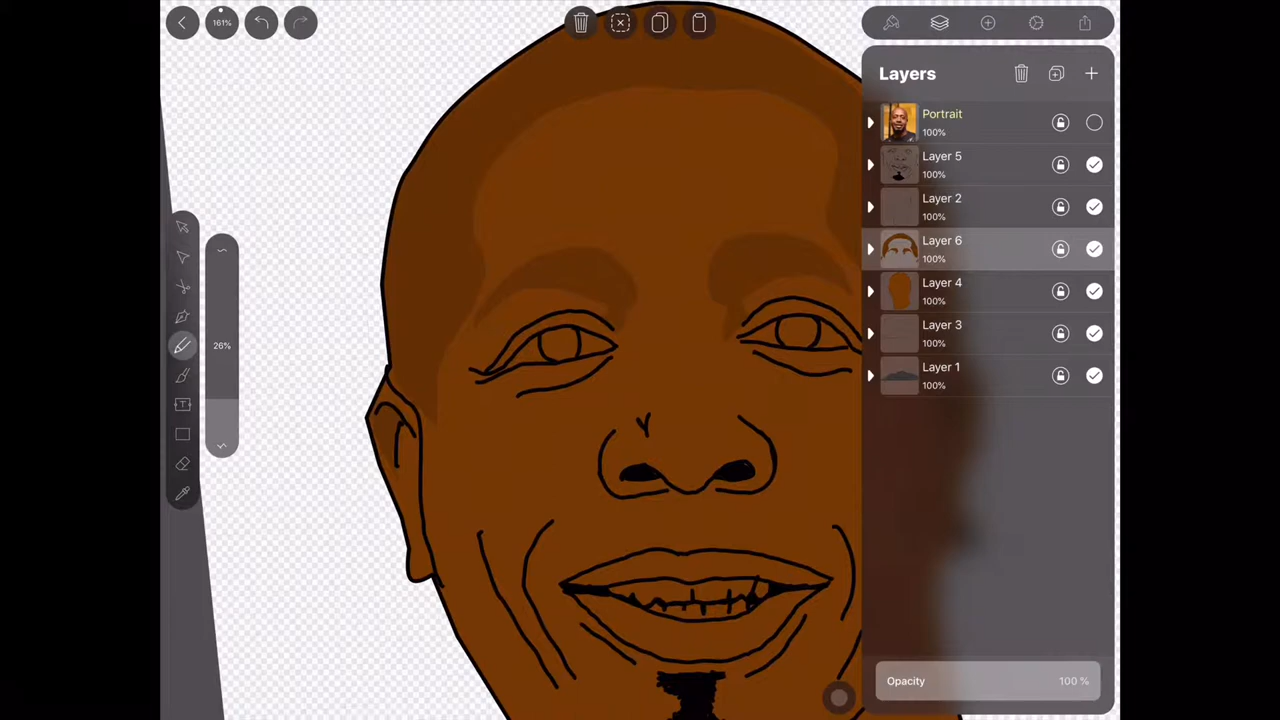 161%
Layers
Portrait
100%
Layer 5
100%
Layer 2
100%
Layer 6
100%
26%
Layer 4
100%
Layer 3
100%
Layer 1
100%
Opacity 100 %